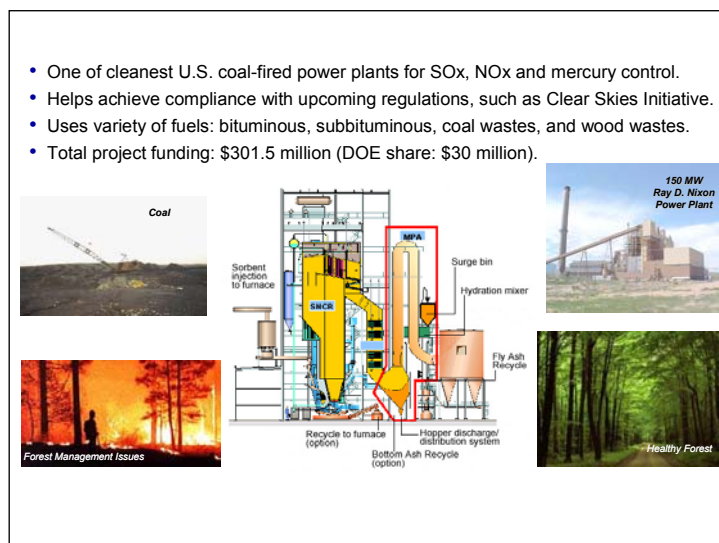 • One of cleanest U.S. coal-fired power plants for SOx, NOx and mercury control.
• Helps achieve compliance with upcoming regulations, such as Clear Skies Initiative.
• Uses variety of fuels: bituminous, subbituminous, coal wastes, and wood wastes.
• Total project funding: $301.5 million (DOE share: $30 million).
Coal
150 MW
Ray D. Nixon
Power Plant
MPA
Sorbent
injection
to furnace
SNCR
Surge bin
Hydration mixer
Fly Ash
Recycle
Recycle to furnace
(option)
Hopper discharge/
distribution system
Bottom Ash Recycle
(option)
Forest Management Issues
Healthy Forest